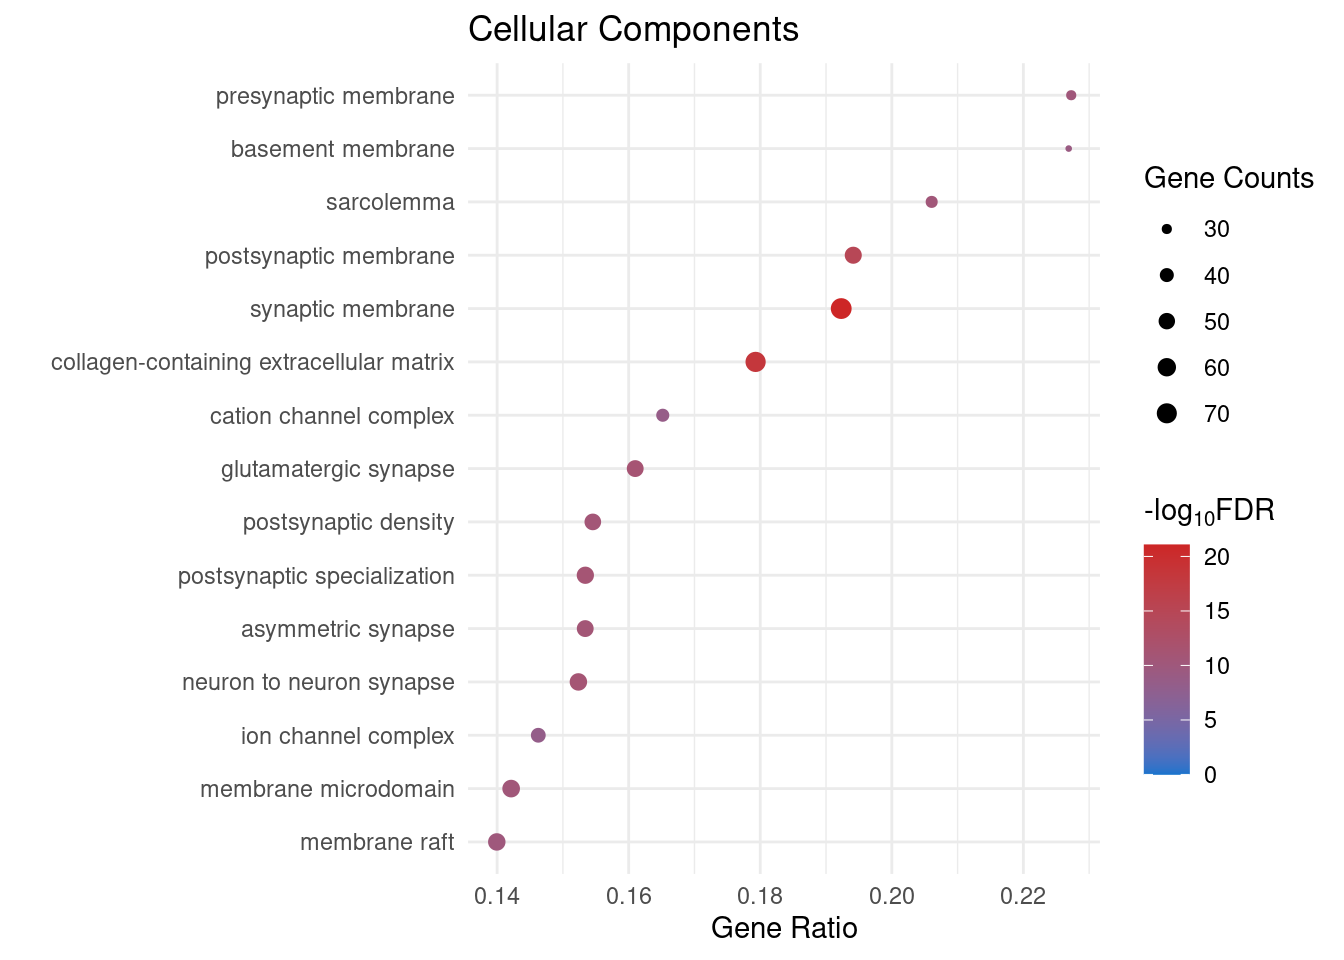 Cellular Components
presynaptic membrane
basement membrane
sarcolemma
postsynaptic membrane
synaptic membrane
collagen-containing extracellular matrix
cation channel complex
glutamatergic synapse
postsynaptic density
postsynaptic specialization
asymmetric synapse
neuron to neuron synapse
ion channel complex
membrane microdomain
membrane raft
0.14 0.16 0.18 0.20 0.22
Gene Ratio
Gene Counts
30
40
50
60
70
-log₁₀FDR
20
15
10
5
0